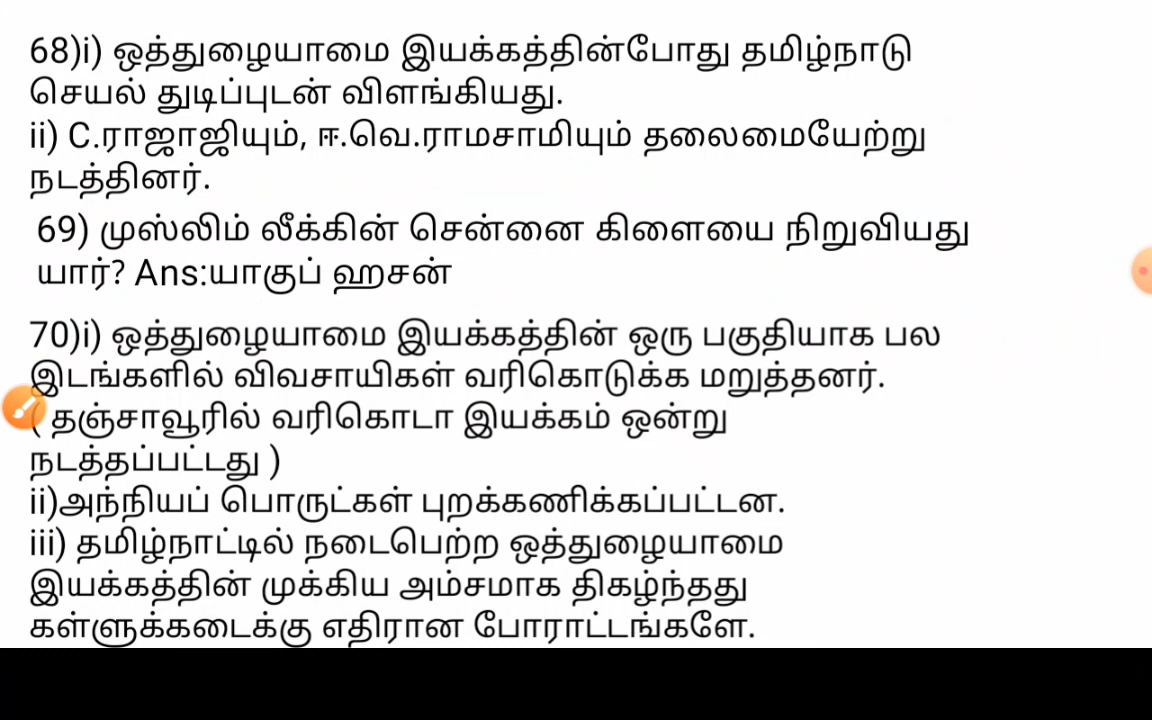 68)i) ஒத்துழையாமை இயக்கத்தின்போது தமிழ்நாடு
செயல் துடிப்புடன் விளங்கியது.
ii) C.ராஜாஜியும், ஈ.வெ.ராமசாமியும் தலைமையேற்று
நடத்தினர்.
69) முஸ்லிம் லீக்கின் சென்னை கிளையை நிறுவியது
யார்? Ans:யாகுப் ஹசன்
70)i) ஒத்துழையாமை இயக்கத்தின் ஒரு பகுதியாக பல
இடங்களில் விவசாயிகள் வரிகொடுக்க மறுத்தனர்.
( தஞ்சாவூரில் வரிகொடா இயக்கம் ஒன்று
நடத்தப்பட்டது )
ii)அந்நியப் பொருட்கள் புறக்கணிக்கப்பட்டன.
iii) தமிழ்நாட்டில் நடைபெற்ற ஒத்துழையாமை
இயக்கத்தின் முக்கிய அம்சமாக திகழ்ந்தது
கள்ளுக்கடைக்கு எதிரான போராட்டங்களே.